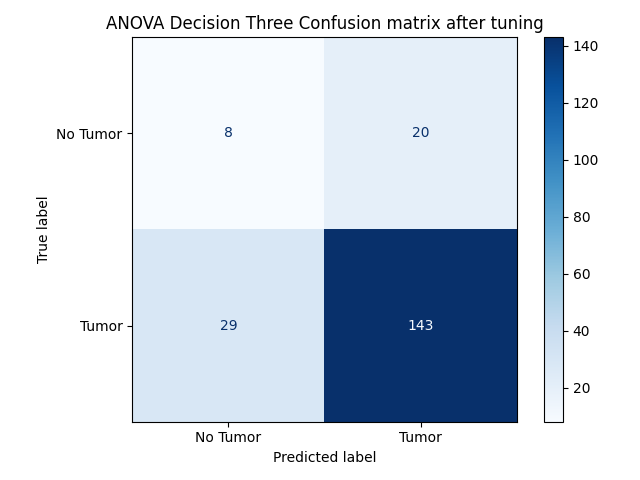 ANOVA Decision Three Confusion matrix after tuning
No Tumor
8
20
True label
Tumor
29
143
No Tumor
Tumor
Predicted label
140
120
100
80
60
40
20